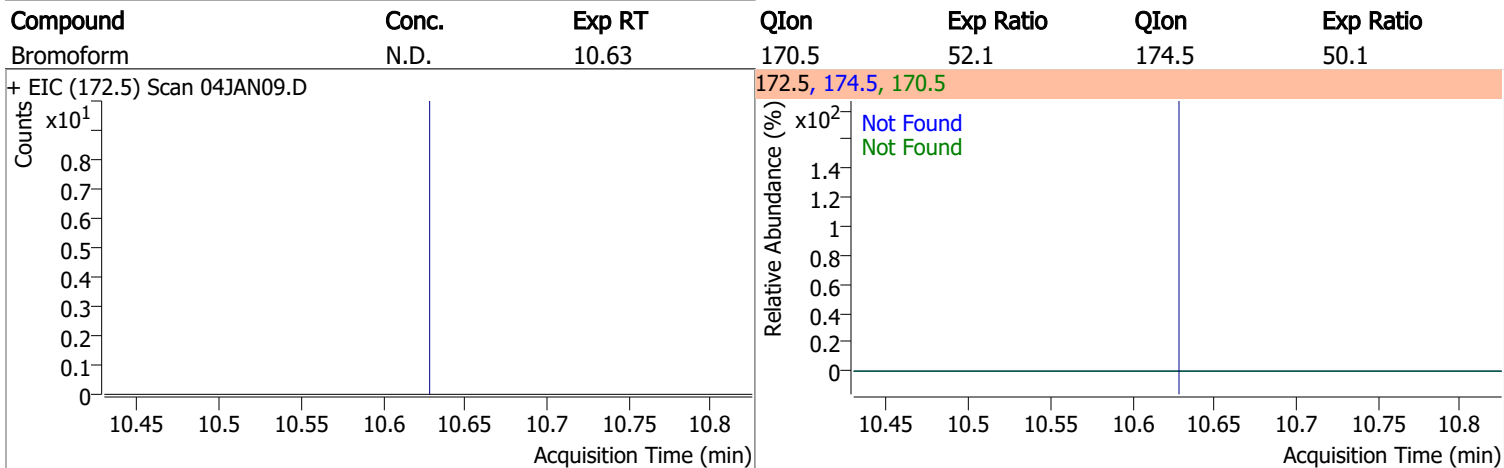 Compound Conc. Exp RT QIon Exp Ratio QIon Exp Ratio
Bromoform N.D. 10.63 170.5 52.1 174.5 50.1
+ EIC (172.5) Scan 04JAN09.D
Counts
x10¹
0.8
0.7
0.6
0.5
0.4
0.3
0.2
0.1
0
10.45 10.5 10.55 10.6 10.65 10.7 10.75 10.8
Acquisition Time (min)
172.5, 174.5, 170.5
Relative Abundance (%)
x10²
Not Found
Not Found
1.4
1.2
1
0.8
0.6
0.4
0.2
0
10.45 10.5 10.55 10.6 10.65 10.7 10.75 10.8
Acquisition Time (min)